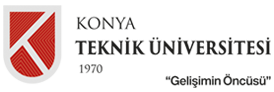 KONYA
TEKNİK ÜNİVERSİTESİ
1970
"Gelişimin Öncüsü"